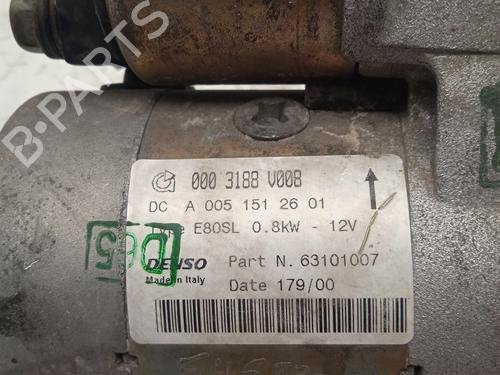 B-PARTS
000 3188 V008
DC A 005 151 26 01
Type E80SL 0.8kW - 12V
DENSO Part N. 63101007
Made in Italy Date 179/00
D65